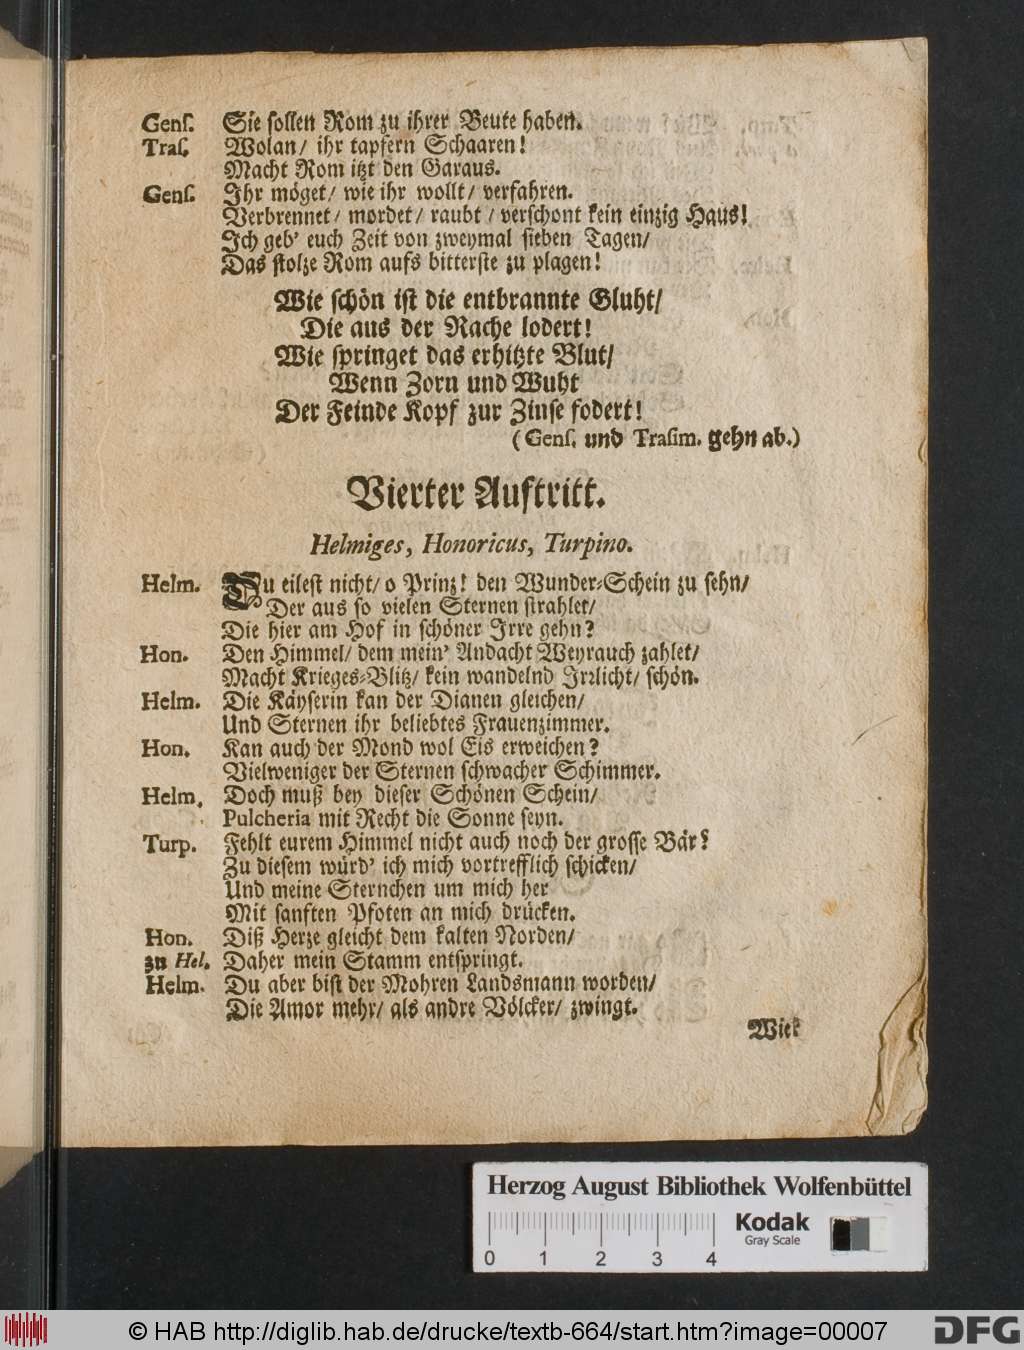 Gens. Sie sollen Rom zu ihrer Beute haben.
Tras. Wolan/ ihr tapfern Schaaren!
Macht Rom itzt den Garaus.
Gens. Ihr möget/ wie ihr wollt/ verfahren.
Verbrennet/ mordet/ raubt/ verschont kein einzig Haus!
Ich geb' euch Zeit von zweymal sieben Tagen/
Das stolze Rom aufs bitterste zu plagen!
Wie schön ist die entbrannte Gluht/
Die aus der Rache lodert!
Wie springet das erhitzte Blut/
Wenn Zorn und Wuht
Der Feinde Kopf zur Zinse fodert!
(Gens. und Trasim. gehn ab.)
Vierter Auftritt.
Helmiges, Honoricus, Turpino.
Helm. Du eilest nicht/ o Prinz! den Wunder-Schein zu sehn/
Der aus so vielen Sternen strahlet/
Die hier am Hof in schöner Irre gehn?
Hon. Den Himmel/ dem mein' Andacht Weyrauch zahlet/
Macht Krieges-Blitz/ kein wandelnd Irrlicht/ schön.
Helm. Die Käyserin kan der Dianen gleichen/
Und Sternen ihr beliebtes Frauenzimmer.
Hon. Kan auch der Mond wol Eis erweichen?
Vielweniger der Sternen schwacher Schimmer.
Helm. Doch muß bey dieser Schönen Schein/
Pulcheria mit Recht die Sonne seyn.
Turp. Fehlt eurem Himmel nicht auch noch der grosse Bär?
Zu diesem würd' ich mich vortrefflich schicken/
Und meine Sternchen um mich her
Mit sanften Pfoten an mich drücken.
Hon. Diß Herze gleicht dem kalten Norden/
zu Hel. Daher mein Stamm entspringt.
Helm. Du aber bist der Mohren Landsmann worden/
Die Amor mehr/ als andre Völcker/ zwingt.
Wiek
Herzog August Bibliothek Wolfenbüttel
Kodak
Gray Scale
0 1 2 3 4
© HAB http://diglib.hab.de/drucke/textb-664/start.htm?image=00007
DFG